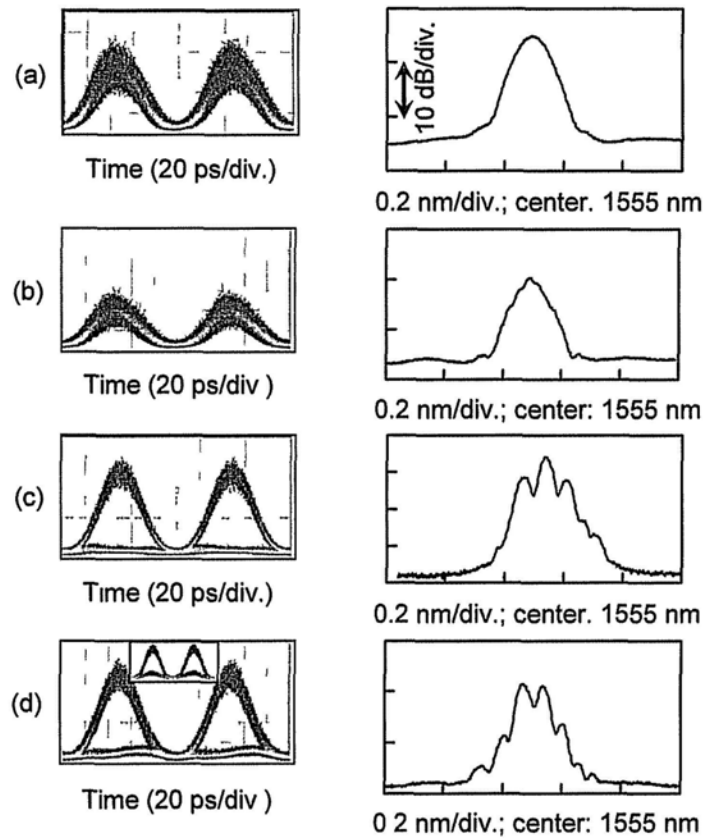 (a)
10 dB/div.
Time (20 ps/div.)
0.2 nm/div.; center. 1555 nm
(b)
Time (20 ps/div )
0.2 nm/div.; center: 1555 nm
(c)
Time (20 ps/div.)
0.2 nm/div.; center. 1555 nm
(d)
Time (20 ps/div )
0 2 nm/div.; center: 1555 nm